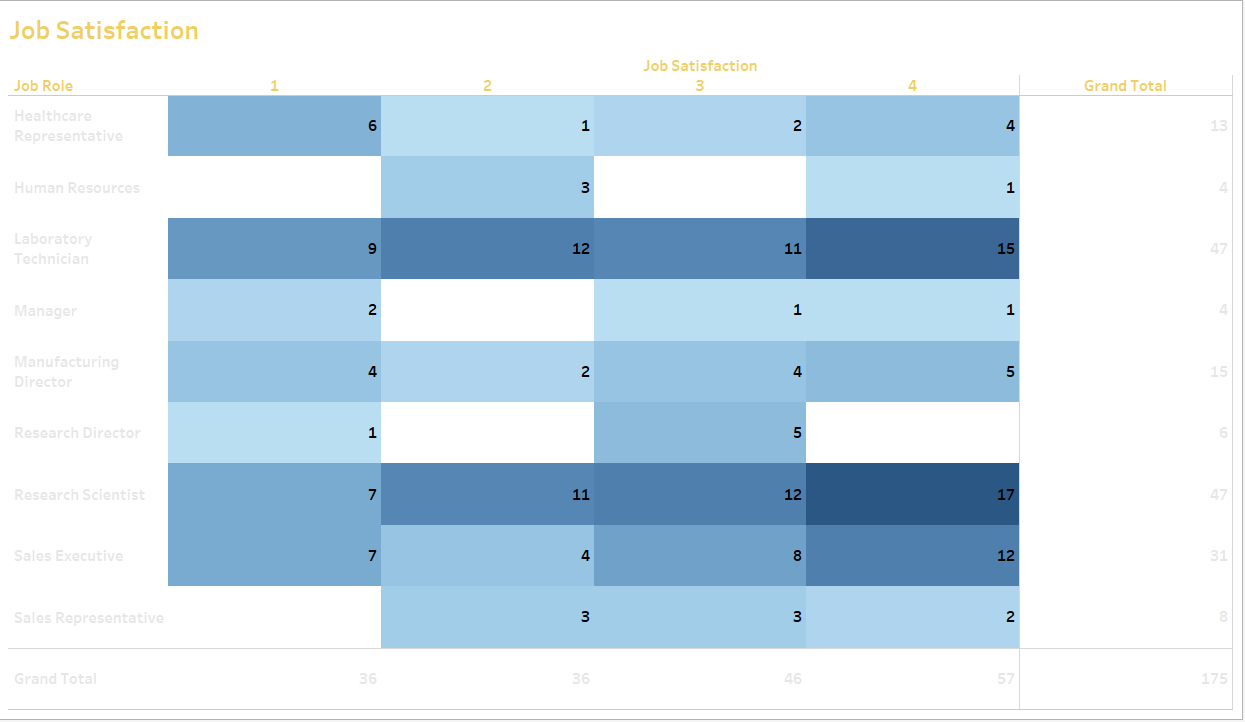 Job Satisfaction
Job Satisfaction
Job Role 1 2 3 4 Grand Total
Healthcare
Representative 6 1 2 4 13
Human Resources 3 1 4
Laboratory
Technician 9 12 11 15 47
Manager 2 1 1 4
Manufacturing
Director 4 2 4 5 15
Research Director 1 5 6
Research Scientist 7 11 12 17 47
Sales Executive 7 4 8 12 31
Sales Representative 3 3 2 8
Grand Total 36 36 46 57 175